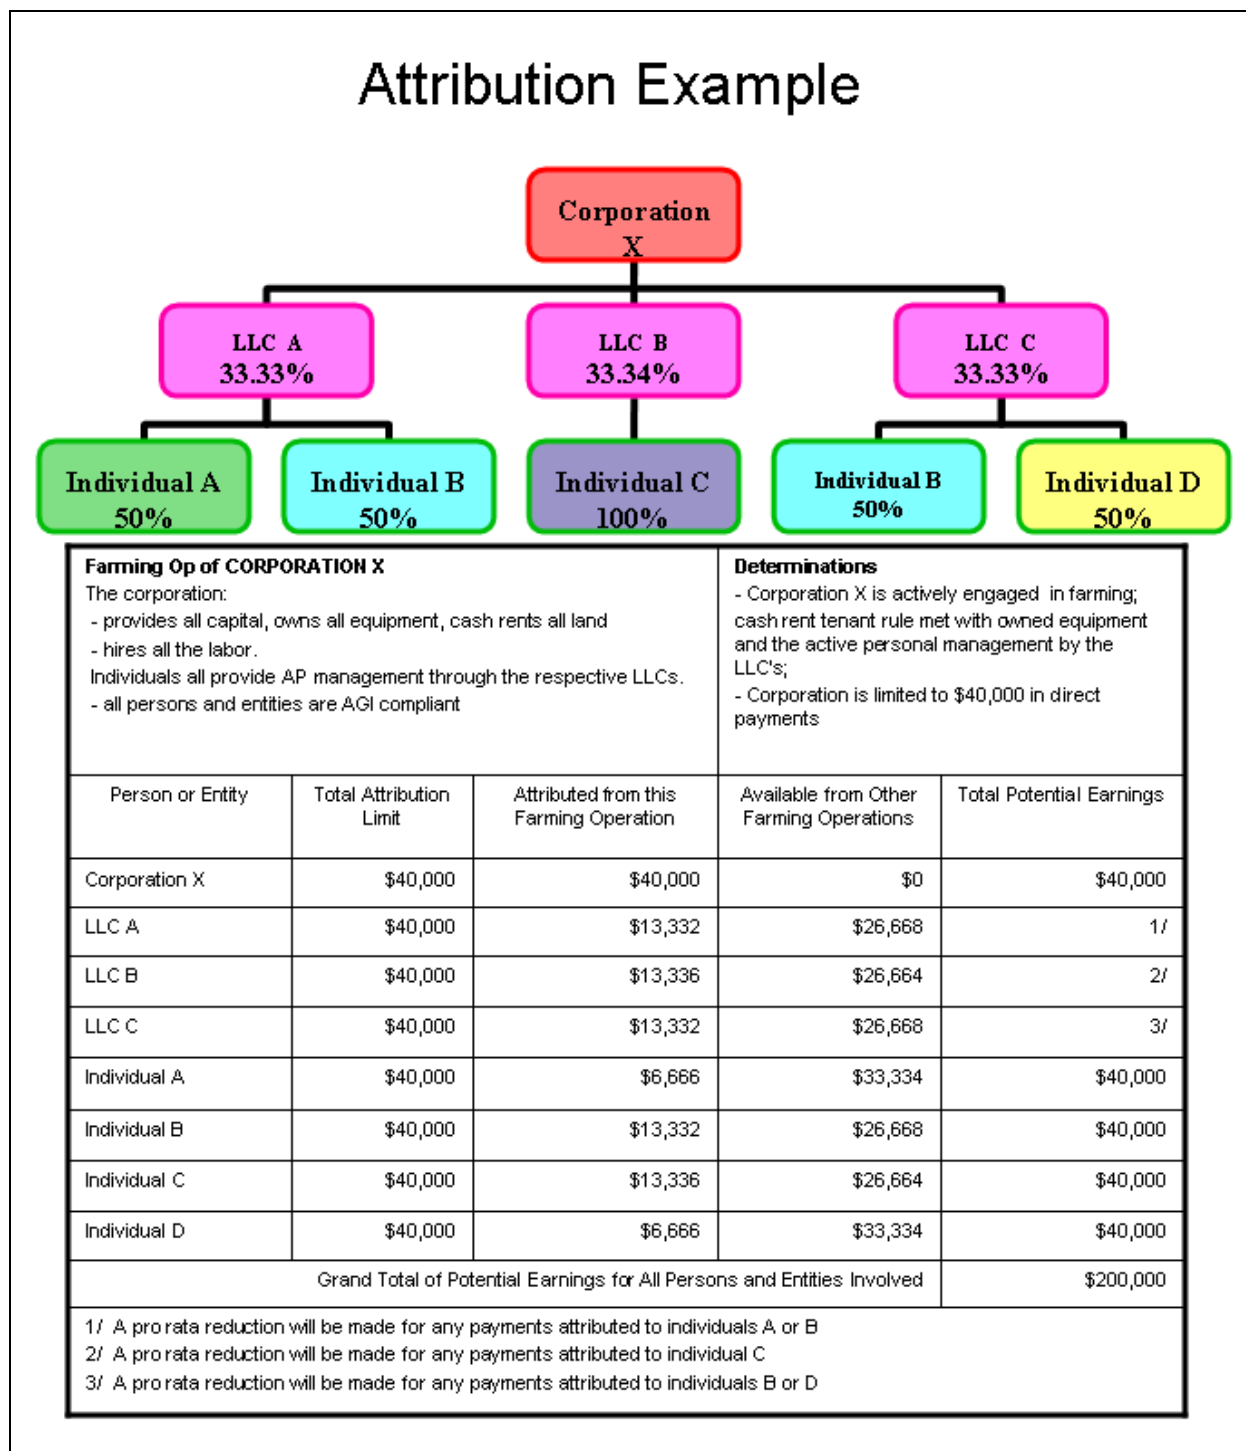 Attribution Example
Corporation
X
LLC A
33.33%
LLC B
33.34%
LLC C
33.33%
Individual A
50%
Individual B
50%
Individual C
100%
Individual B
50%
Individual D
50%
Farming Op of CORPORATION X
The corporation:
- provides all capital, owns all equipment, cash rents all land
- hires all the labor.
Individuals all provide AP management through the respective LLCs.
- all persons and entities are AGI compliant
Determinations
- Corporation X is actively engaged in farming;
cash rent tenant rule met with owned equipment
and the active personal management by the
LLC's;
- Corporation is limited to $40,000 in direct
payments
Person or Entity
Total Attribution
Limit
Attributed from this
Farming Operation
Available from Other
Farming Operations
Total Potential Earnings
Corporation X $40,000 $40,000 $0 $40,000
LLC A $40,000 $13,332 $26,668 1/
LLC B $40,000 $13,336 $26,664 2/
LLC C $40,000 $13,332 $26,668 3/
Individual A $40,000 $6,666 $33,334 $40,000
Individual B $40,000 $13,332 $26,668 $40,000
Individual C $40,000 $13,336 $26,664 $40,000
Individual D $40,000 $6,666 $33,334 $40,000
Grand Total of Potential Earnings for All Persons and Entities Involved $200,000
1/ A pro rata reduction will be made for any payments attributed to individuals A or B
2/ A pro rata reduction will be made for any payments attributed to individual C
3/ A pro rata reduction will be made for any payments attributed to individuals B or D